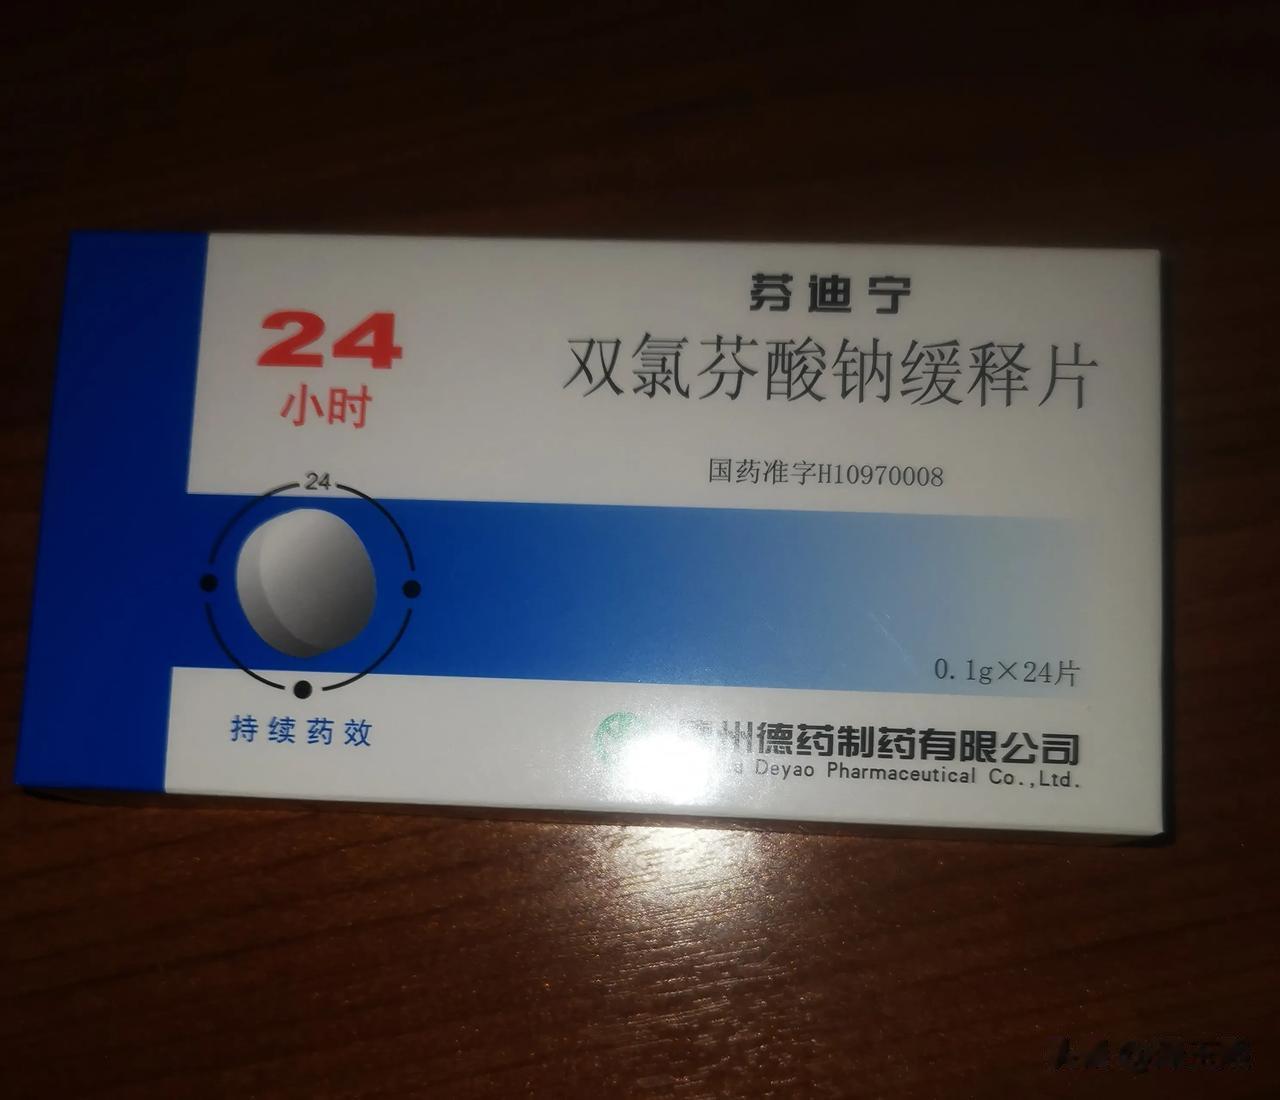 芬迪宁
24
小时
双氯芬酸钠缓释片
国药准字H10970008
24
0.1g×24片
持续药效
州德药制药有限公司
Deyao Pharmaceutical Co.,Ltd.